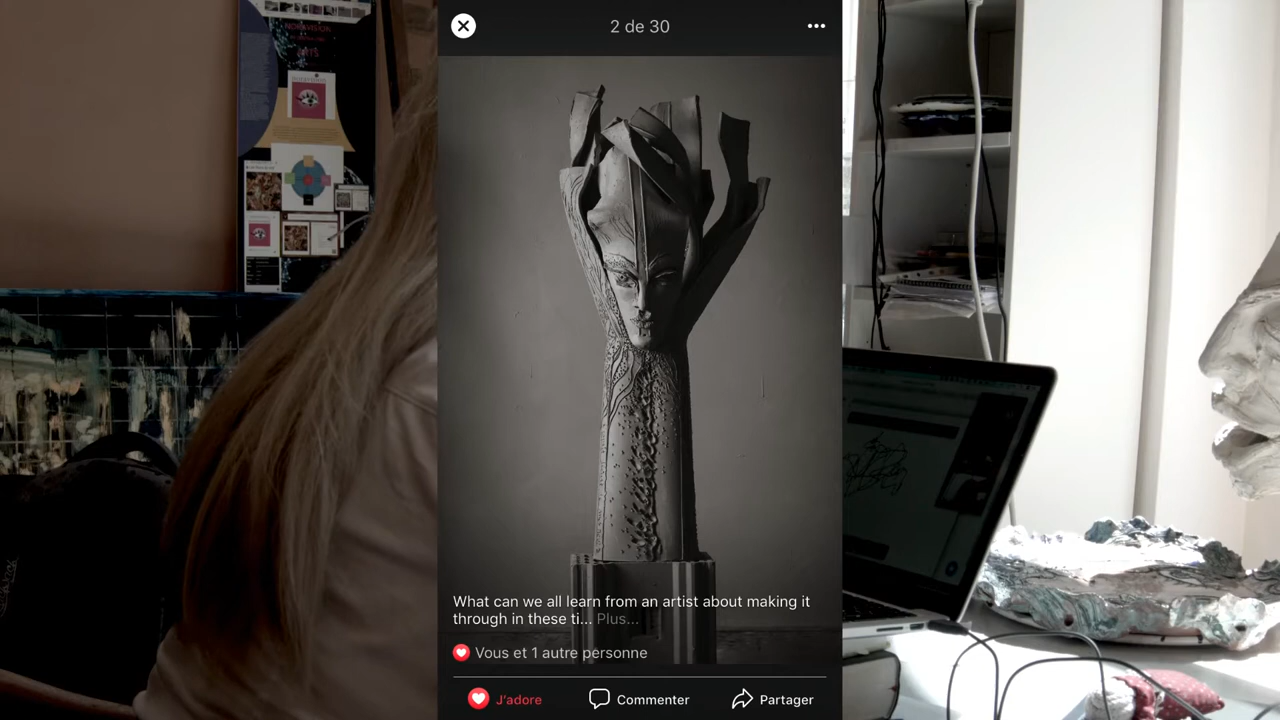 2 de 30
ARTS
What can we all learn from an artist about making it
through in these ti... Plus...
Vous et 1 autre personne
J'adore
Commenter
Partager